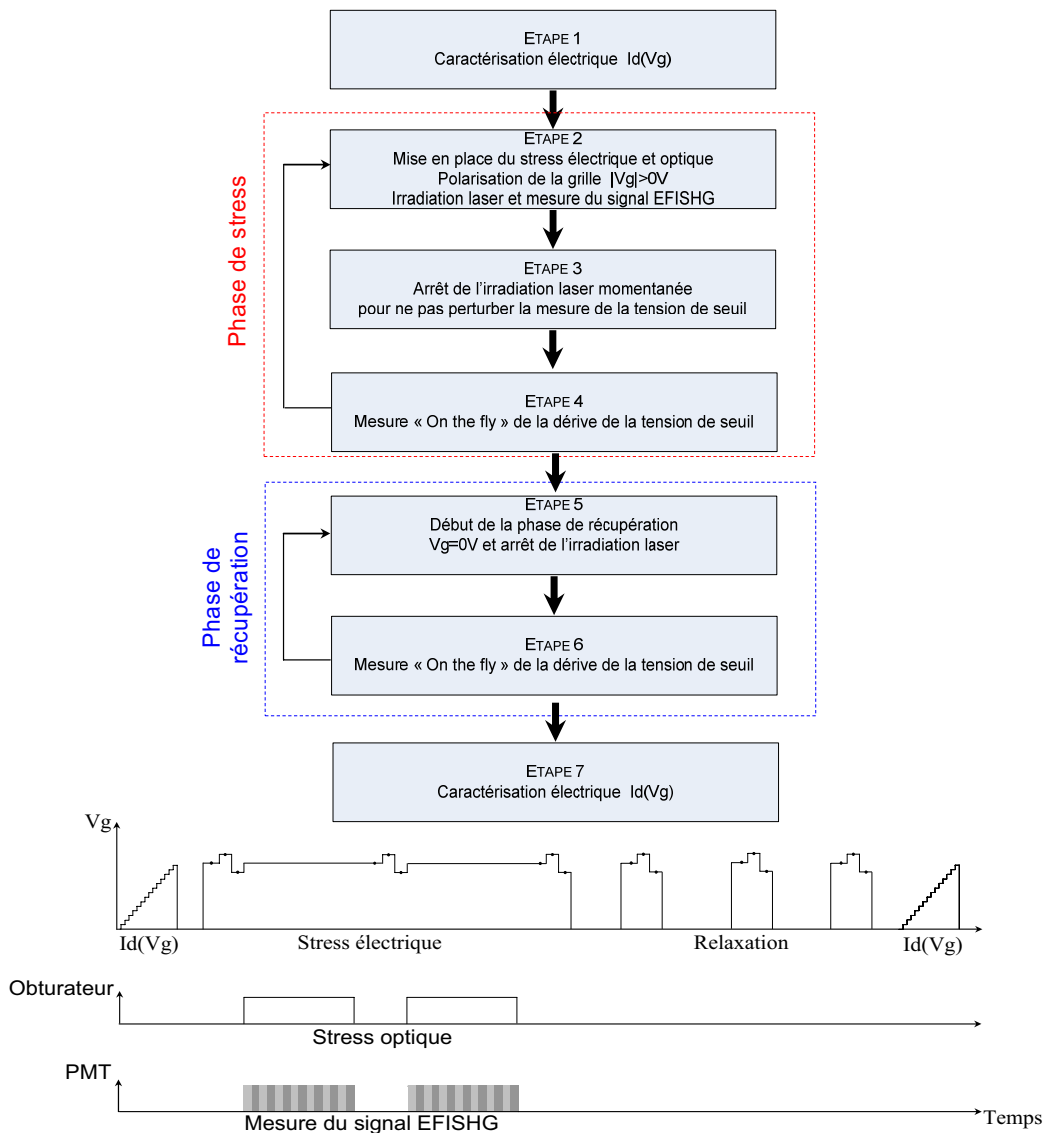 ETAPE 1
Caractérisation électrique Id(Vg)
Phase de stress
ETAPE 2
Mise en place du stress électrique et optique
Polarisation de la grille |Vg|>0V
Irradiation laser et mesure du signal EFISHG
ETAPE 3
Arrêt de l'irradiation laser momentanée
pour ne pas perturber la mesure de la tension de seuil
ETAPE 4
Mesure « On the fly » de la dérive de la tension de seuil
Phase de
récupération
ETAPE 5
Début de la phase de récupération
Vg=0V et arrêt de l'irradiation laser
ETAPE 6
Mesure « On the fly » de la dérive de la tension de seuil
ETAPE 7
Caractérisation électrique Id(Vg)
Vg
Id(Vg) Stress électrique Relaxation Id(Vg)
Obturateur
Stress optique
PMT
Mesure du signal EFISHG
Temps